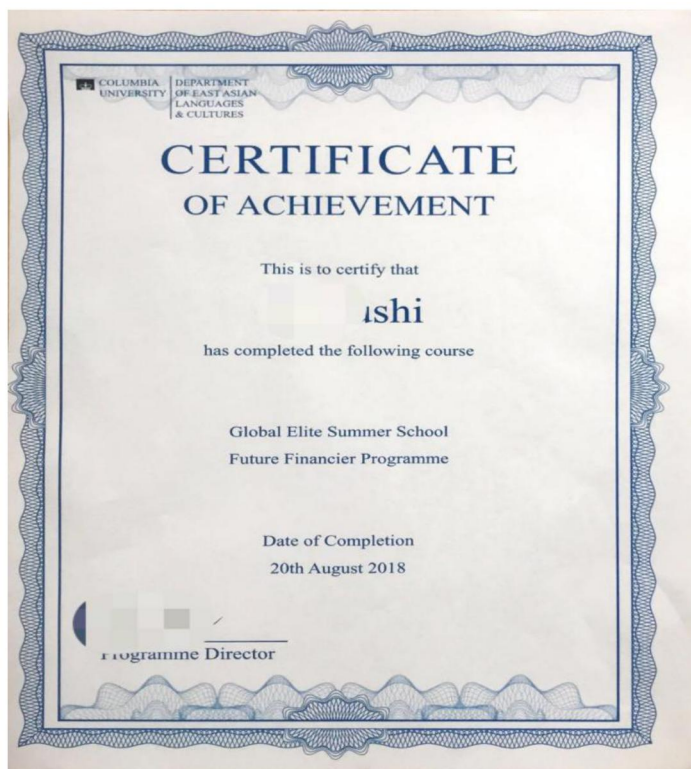 COLUMBIA
UNIVERSITY
DEPARTMENT
OF EAST ASIAN
LANGUAGES
& CULTURES
CERTIFICATE
OF ACHIEVEMENT
This is to certify that
has completed the following course
Global Elite Summer School
Future Financier Programme
Date of Completion
20th August 2018
Programme Director